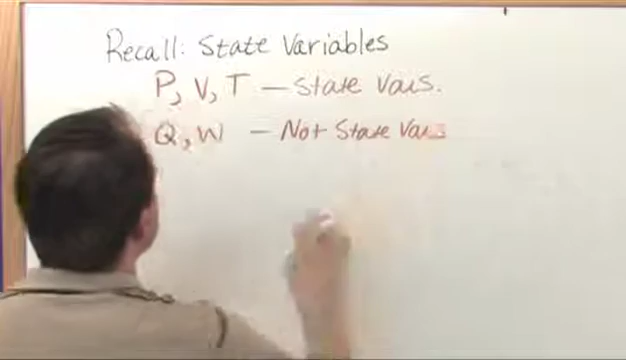 Recall: State Variables
P, V, T — State Vars.
Q, W — Not State Vars